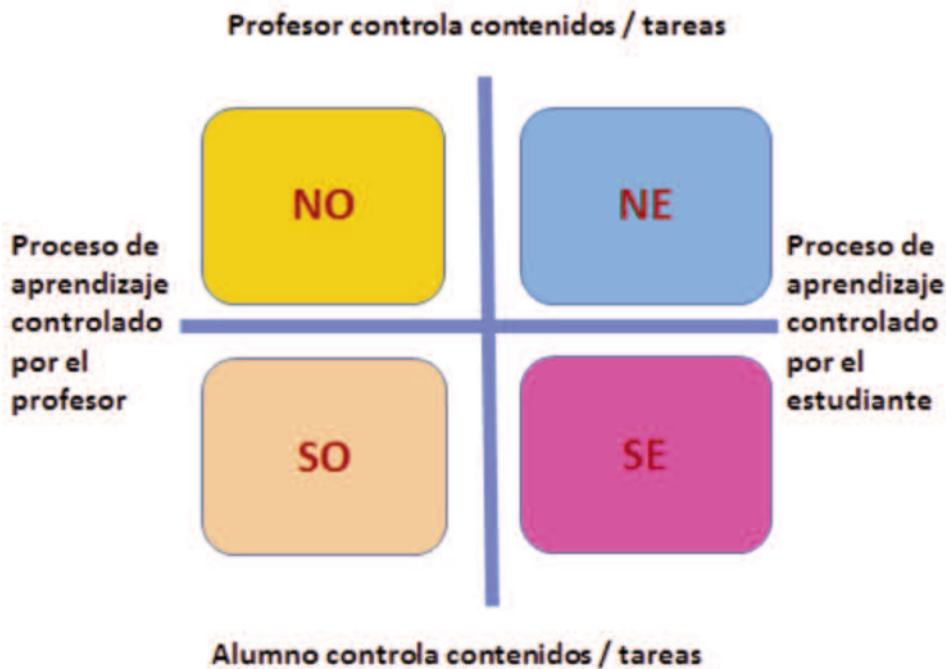 Profesor controla contenidos / tareas
NO
NE
Proceso de
aprendizaje
controlado
por el
profesor
Proceso de
aprendizaje
controlado
por el
estudiante
SO
SE
Alumno controla contenidos / tareas